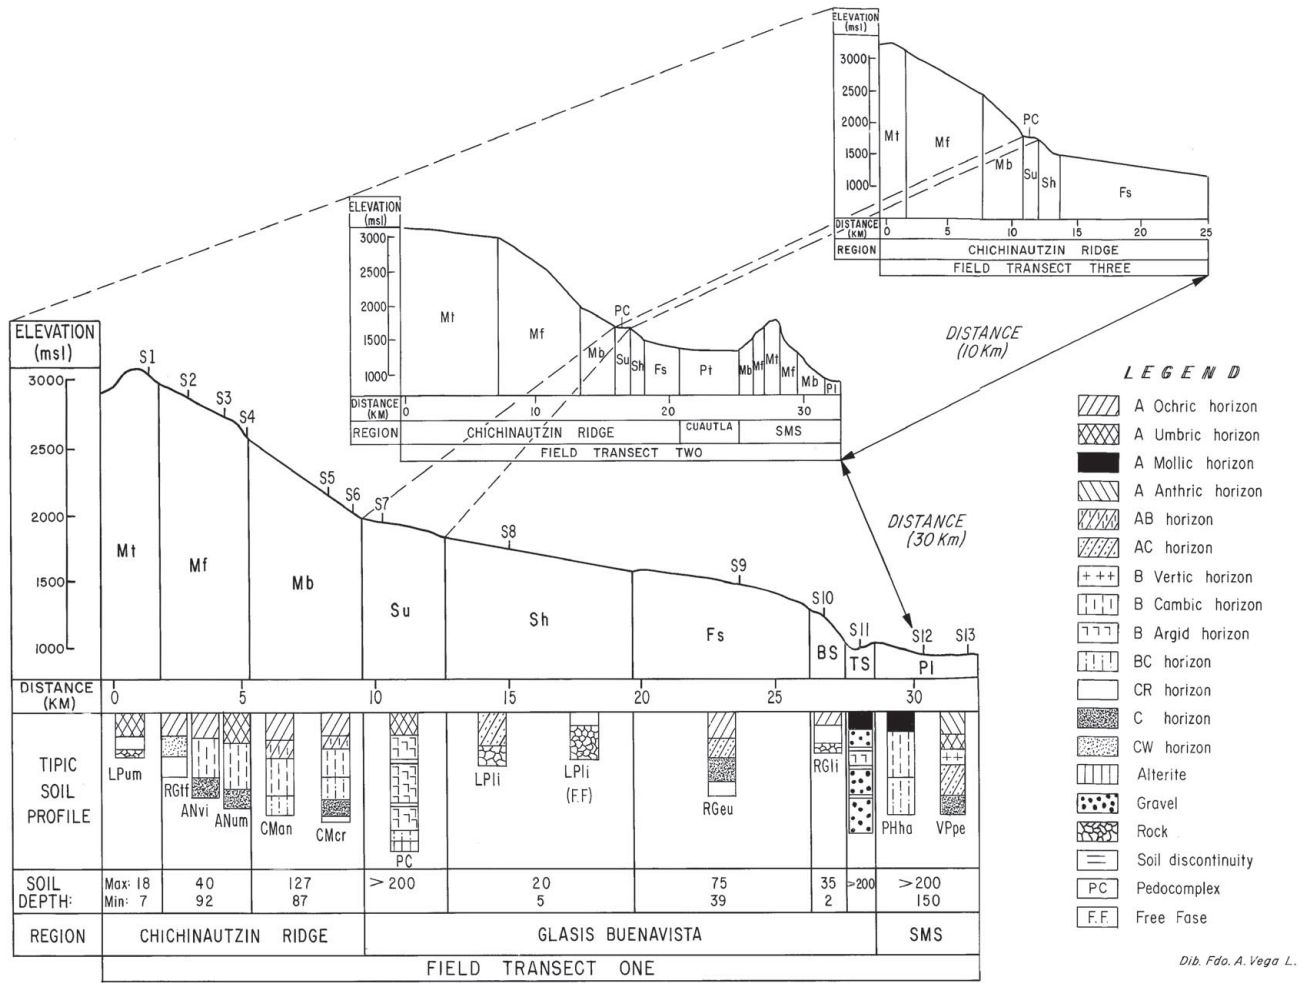 ELEVATION
(msl)
3000
2500
2000
1500
1000
PC
Mt
Mf
Mb
Su
Sh
Fs
DISTANCE
(KM)
0 5 10 15 20 25
REGION CHICHINAUTZIN RIDGE
FIELD TRANSECT THREE
ELEVATION
(msl)
3000
2500
2000
1500
1000
PC
Mt Mf Mb Su Sh Fs Pt Mb Mf Mt Mf Mb Pl
DISTANCE
(KM)
0 10 20 30
REGION CHICHINAUTZIN RIDGE CUAUTLA SMS
FIELD TRANSECT TWO
DISTANCE
(10 Km)
DISTANCE
(30 Km)
ELEVATION
(msl)
3000
2500
2000
1500
1000
S1 S2 S3 S4 S5 S6 S7 S8 S9 S10 S11 S12 S13
Mt Mf Mb Su Sh Fs BS TS Pl
DISTANCE
(KM)
0 5 10 15 20 25 30
TIPIC
SOIL
PROFILE
LPum RGtf ANvi ANum CMan CMcr PC LPli LPli
(F.F)
RGeu RGli PHha VPpe
SOIL
DEPTH:
Max: 18 40 127 >200 20 75 35 >200 >200
Min: 7 92 87 5 39 2 150
REGION CHICHINAUTZIN RIDGE GLASIS BUENAVISTA SMS
FIELD TRANSECT ONE
LEGEND
A Ochric horizon
A Umbric horizon
A Mollic horizon
A Anthric horizon
AB horizon
AC horizon
B Vertic horizon
B Cambic horizon
B Argid horizon
BC horizon
CR horizon
C horizon
CW horizon
Alterite
Gravel
Rock
Soil discontinuity
PC Pedocomplex
F.F. Free Fase
Dib. Fdo. A. Vega L.